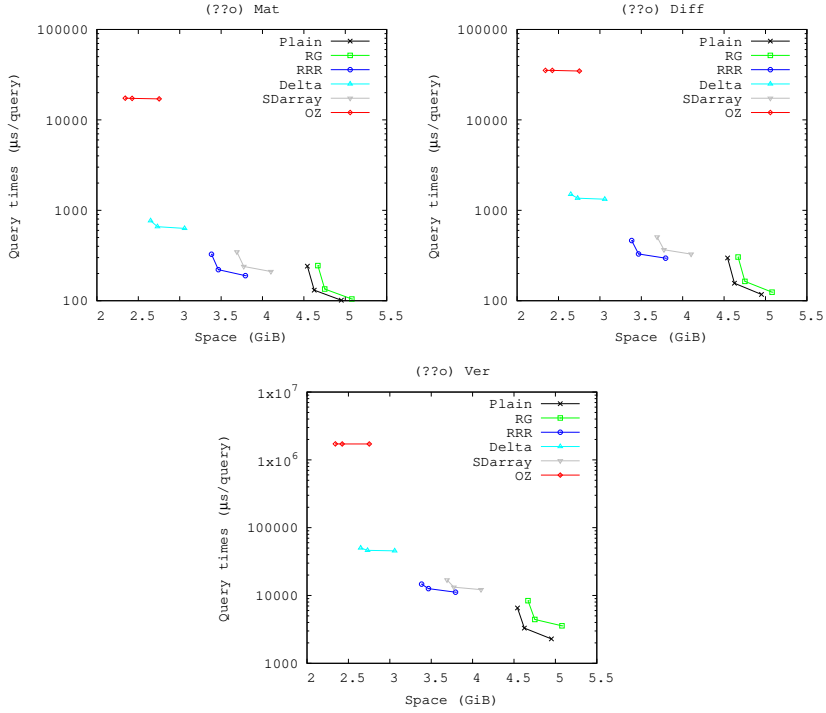 (??o) Mat
100000
10000
1000
100
2
2.5
3
3.5
4
4.5
5
5.5
Query times (µs/query)
Space (GiB)
Plain
RG
RRR
Delta
SDarray
OZ
(??o) Diff
100000
10000
1000
100
2
2.5
3
3.5
4
4.5
5
5.5
Query times (µs/query)
Space (GiB)
Plain
RG
RRR
Delta
SDarray
OZ
(??o) Ver
1x10^7
1x10^6
100000
10000
1000
2
2.5
3
3.5
4
4.5
5
5.5
Query times (µs/query)
Space (GiB)
Plain
RG
RRR
Delta
SDarray
OZ